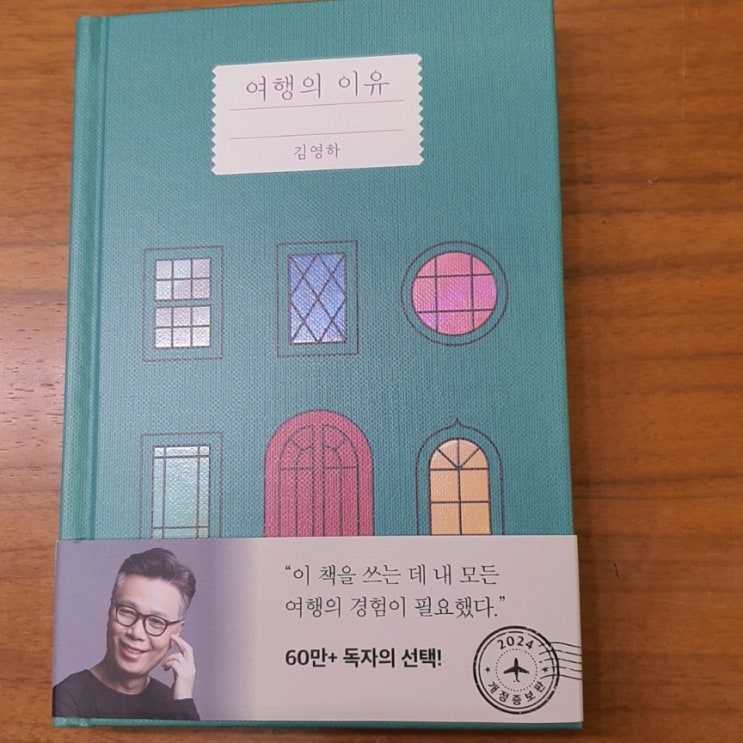 여행의 이유
김영하
“이 책을 쓰는 데 내 모든
여행의 경험이 필요했다.”
60만+ 독자의 선택!
2024
개정증보판